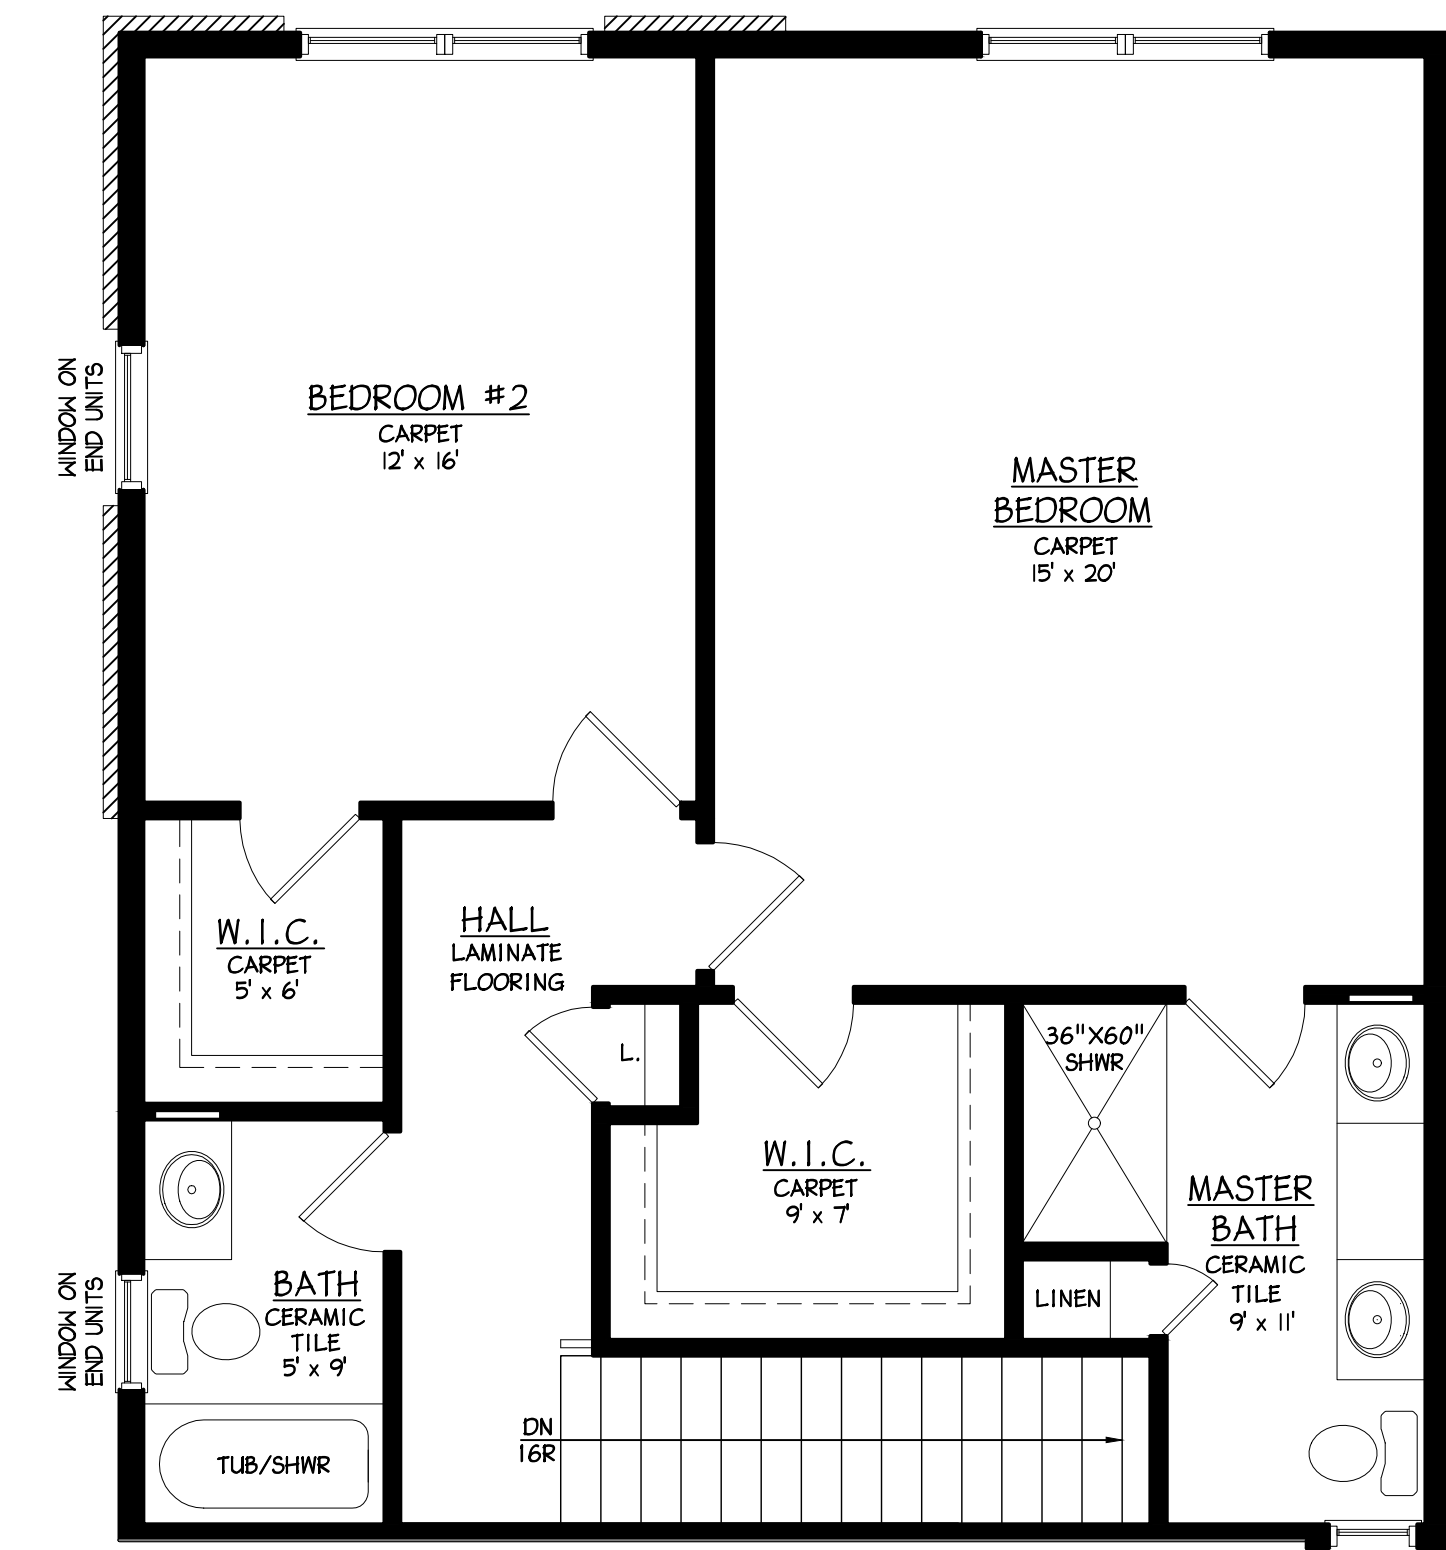 WINDOW ON
END UNITS
BEDROOM #2
CARPET
12' x 16'
MASTER
BEDROOM
CARPET
15' x 20'
W.I.C.
CARPET
5' x 6'
HALL
LAMINATE
FLOORING
L.
36"X60"
SHWR
W.I.C.
CARPET
9' x 7'
MASTER
BATH
CERAMIC
TILE
9' x 11'
LINEN
WINDOW ON
END UNITS
BATH
CERAMIC
TILE
5' x 9'
TUB/SHWR
DN
16R